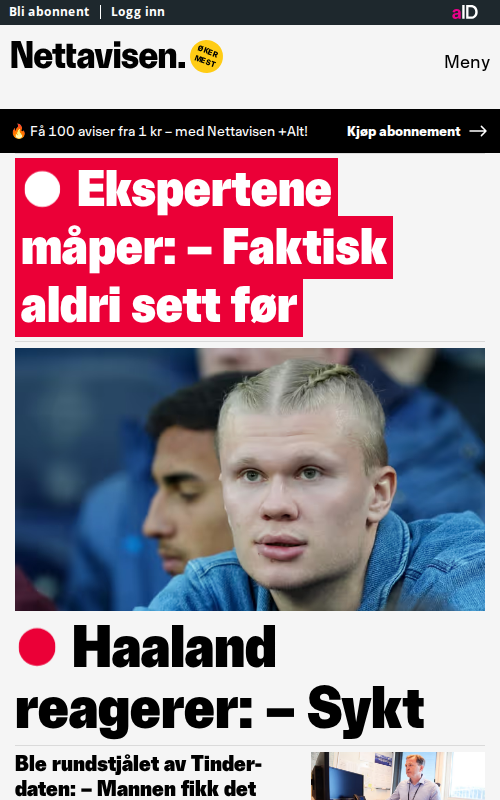 Bli abonnent
Logg inn
aID
Nettavisen.
ØKER
MEST
Meny
🔥 Få 100 aviser fra 1 kr – med Nettavisen +Alt!
Kjøp abonnement →
Ekspertene
måper: – Faktisk
aldri sett før
Haaland
reagerer: – Sykt
Ble rundstjålet av Tinder-
daten: – Mannen fikk det